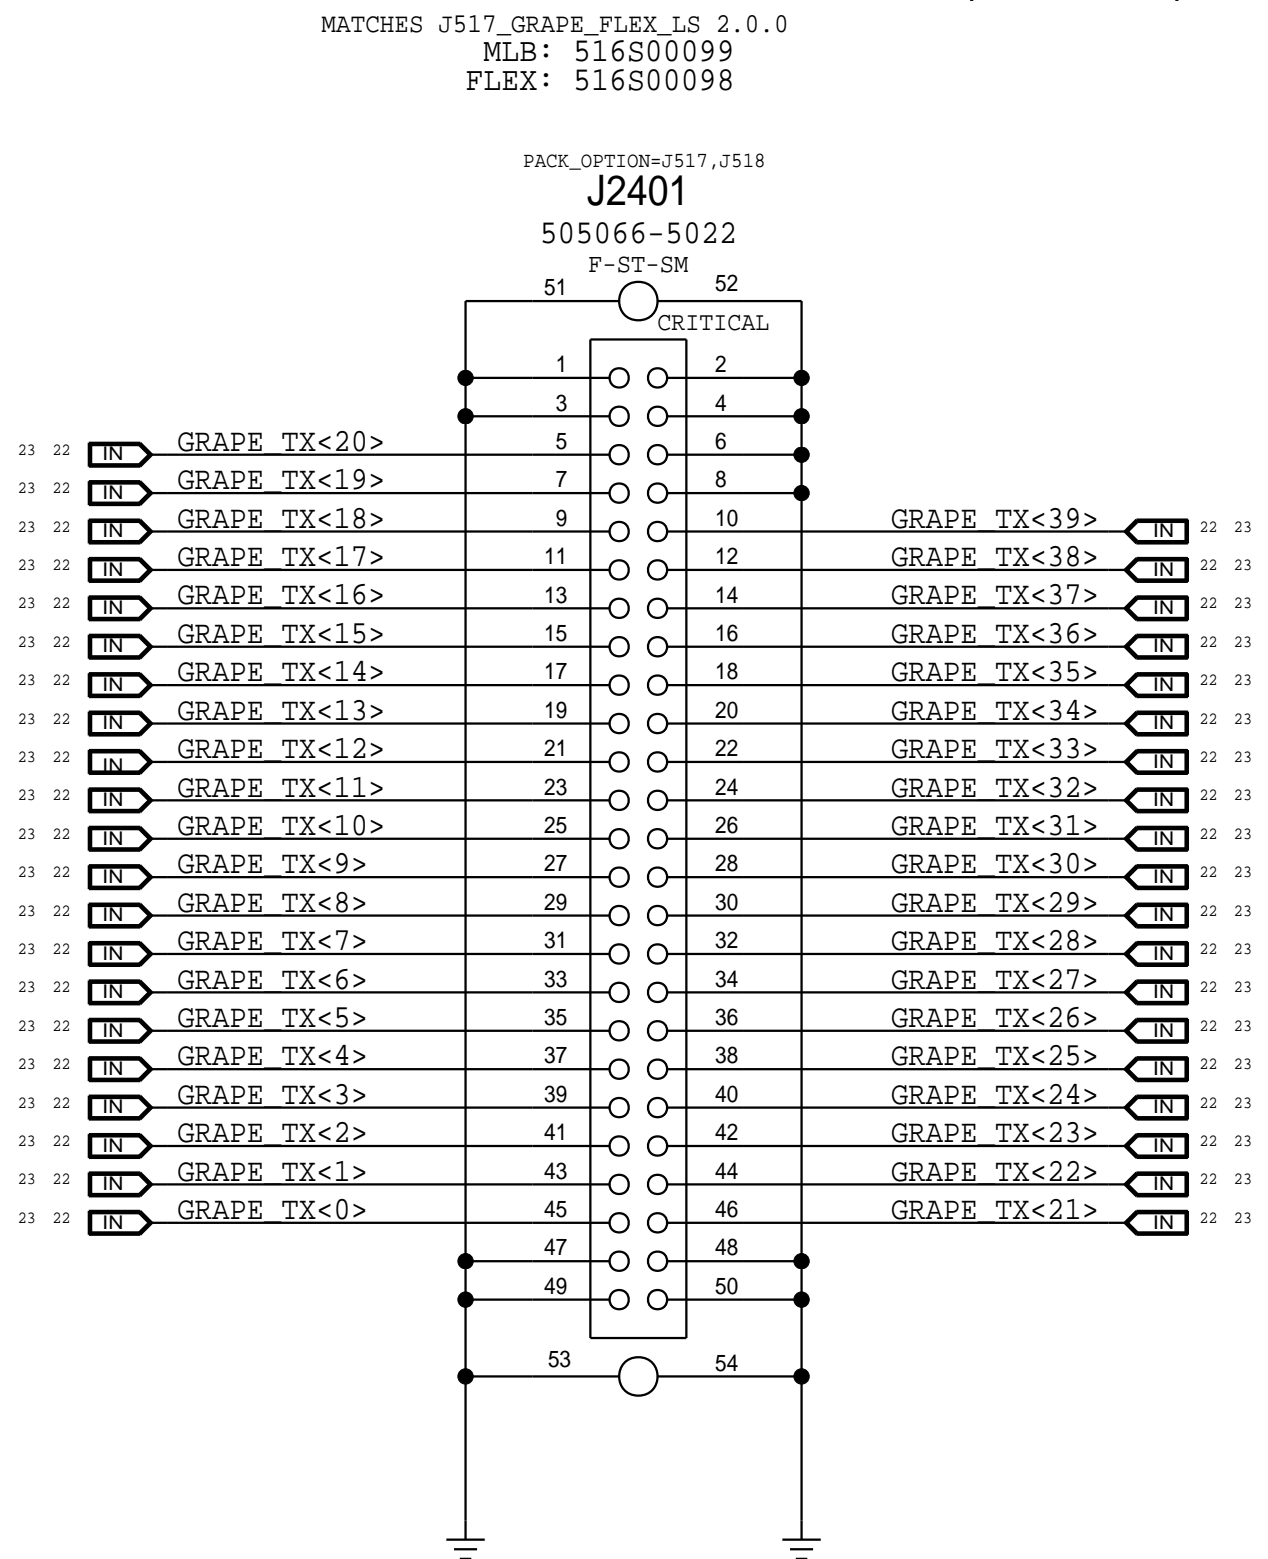 MATCHES J517_GRAPE_FLEX_LS 2.0.0
MLB: 516S00099
FLEX: 516S00098
PACK_OPTION=J517,J518
J2401
505066-5022
F-ST-SM
51 52
CRITICAL
1 2
3 4
23 22 IN GRAPE_TX<20> 5 6
23 22 IN GRAPE_TX<19> 7 8
23 22 IN GRAPE_TX<18> 9 10 GRAPE_TX<39> IN 22 23
23 22 IN GRAPE_TX<17> 11 12 GRAPE_TX<38> IN 22 23
23 22 IN GRAPE_TX<16> 13 14 GRAPE_TX<37> IN 22 23
23 22 IN GRAPE_TX<15> 15 16 GRAPE_TX<36> IN 22 23
23 22 IN GRAPE_TX<14> 17 18 GRAPE_TX<35> IN 22 23
23 22 IN GRAPE_TX<13> 19 20 GRAPE_TX<34> IN 22 23
23 22 IN GRAPE_TX<12> 21 22 GRAPE_TX<33> IN 22 23
23 22 IN GRAPE_TX<11> 23 24 GRAPE_TX<32> IN 22 23
23 22 IN GRAPE_TX<10> 25 26 GRAPE_TX<31> IN 22 23
23 22 IN GRAPE_TX<9> 27 28 GRAPE_TX<30> IN 22 23
23 22 IN GRAPE_TX<8> 29 30 GRAPE_TX<29> IN 22 23
23 22 IN GRAPE_TX<7> 31 32 GRAPE_TX<28> IN 22 23
23 22 IN GRAPE_TX<6> 33 34 GRAPE_TX<27> IN 22 23
23 22 IN GRAPE_TX<5> 35 36 GRAPE_TX<26> IN 22 23
23 22 IN GRAPE_TX<4> 37 38 GRAPE_TX<25> IN 22 23
23 22 IN GRAPE_TX<3> 39 40 GRAPE_TX<24> IN 22 23
23 22 IN GRAPE_TX<2> 41 42 GRAPE_TX<23> IN 22 23
23 22 IN GRAPE_TX<1> 43 44 GRAPE_TX<22> IN 22 23
23 22 IN GRAPE_TX<0> 45 46 GRAPE_TX<21> IN 22 23
47 48
49 50
53 54